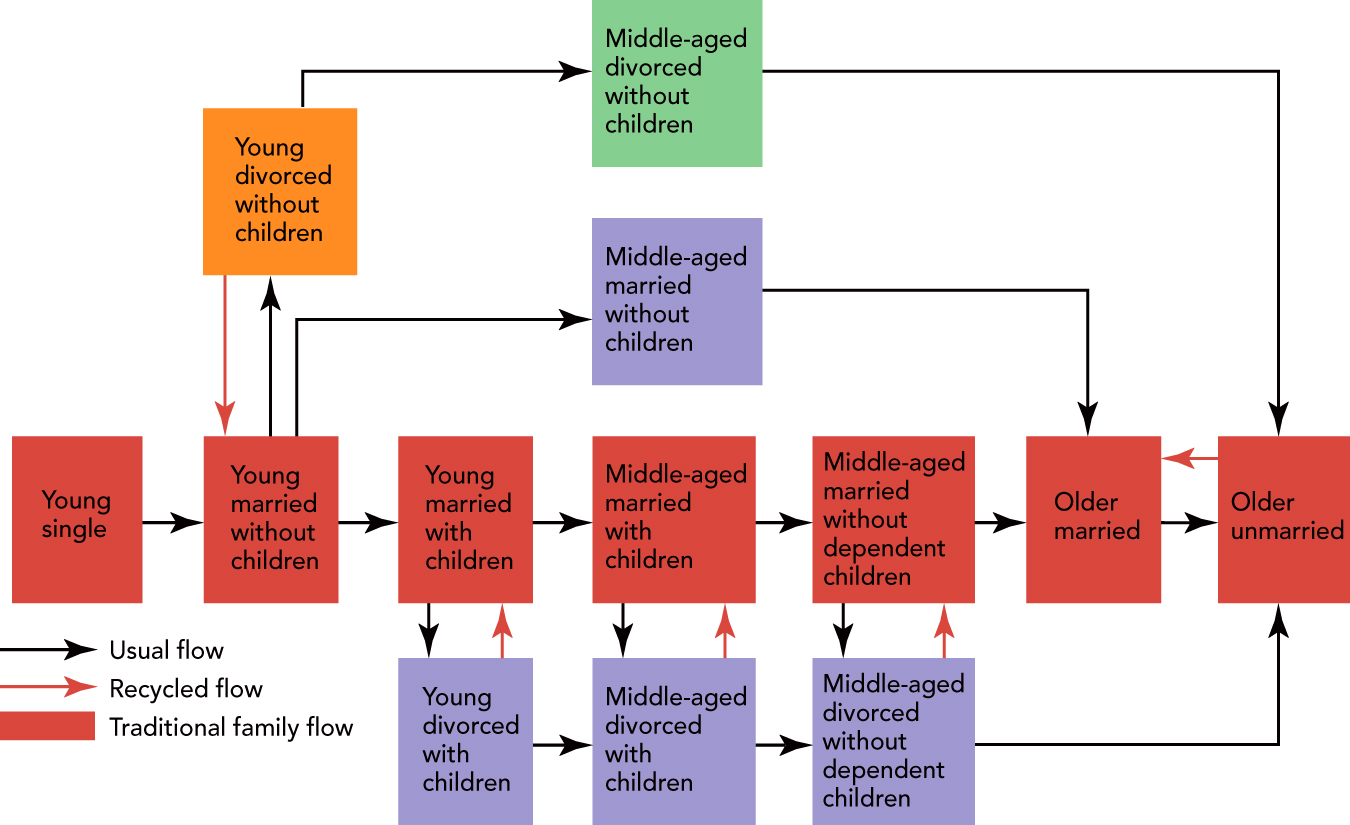 Middle-aged
divorced
without
children
Young
divorced
without
children
Middle-aged
married
without
children
Young
single
Young
married
without
children
Young
married
with
children
Middle-aged
married
with
children
Middle-aged
married
without
dependent
children
Older
married
Older
unmarried
Usual flow
Recycled flow
Traditional family flow
Young
divorced
with
children
Middle-aged
divorced
with
children
Middle-aged
divorced
without
dependent
children